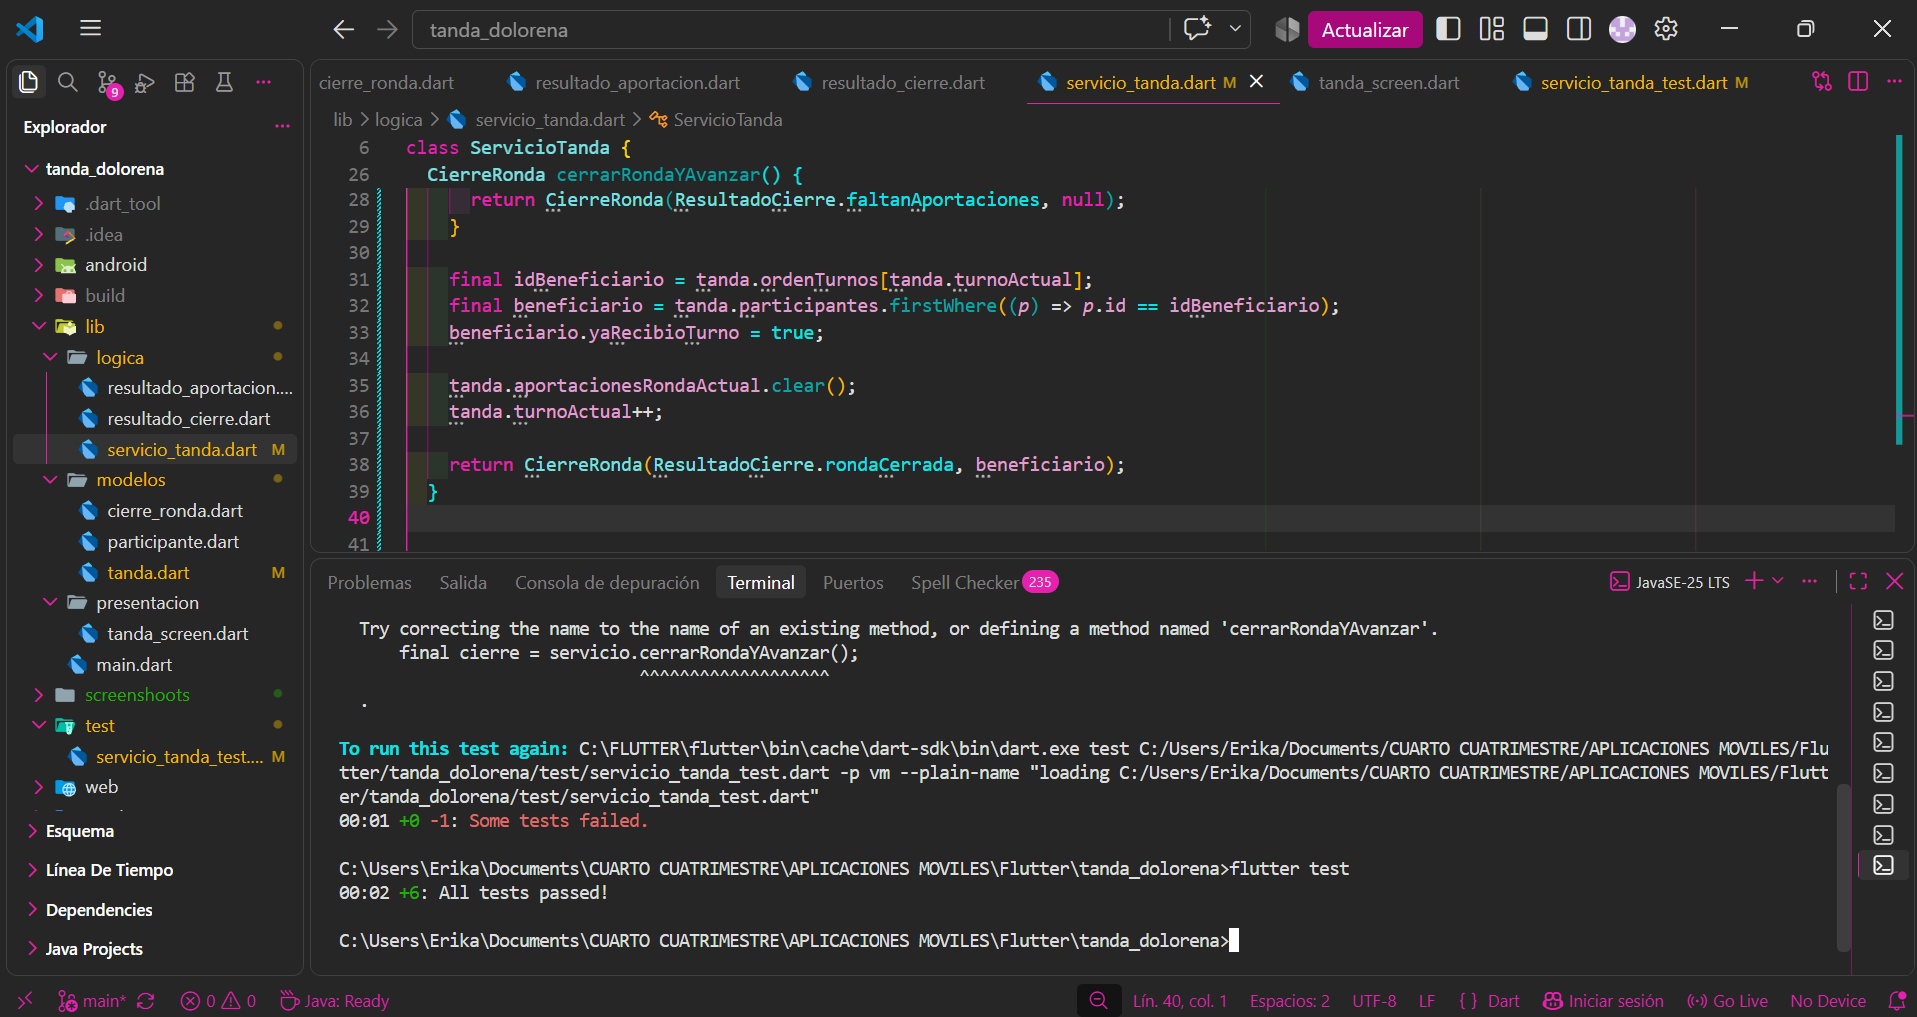 tanda_dolorena
Actualizar
9
cierre_ronda.dart
resultado_aportacion.dart
resultado_cierre.dart
servicio_tanda.dart M
tanda_screen.dart
servicio_tanda_test.dart M
Explorador
tanda_dolorena
.dart_tool
.idea
android
build
lib
logica
resultado_aportacion....
resultado_cierre.dart
servicio_tanda.dart M
modelos
cierre_ronda.dart
participante.dart
tanda.dart M
presentacion
tanda_screen.dart
main.dart
screenshoots
test
servicio_tanda_test.... M
web
Esquema
Línea De Tiempo
Dependencies
Java Projects
lib > logica > servicio_tanda.dart > ServicioTanda
6 class ServicioTanda {
26 CierreRonda cerrarRondaYAvanzar() {
28 return CierreRonda(ResultadoCierre.faltanAportaciones, null);
29 }
30
31 final idBeneficiario = tanda.ordenTurnos[tanda.turnoActual];
32 final beneficiario = tanda.participantes.firstWhere((p) => p.id == idBeneficiario);
33 beneficiario.yaRecibioTurno = true;
34
35 tanda.aportacionesRondaActual.clear();
36 tanda.turnoActual++;
37
38 return CierreRonda(ResultadoCierre.rondaCerrada, beneficiario);
39 }
40
41
Problemas Salida Consola de depuración Terminal Puertos Spell Checker 235
JavaSE-25 LTS
Try correcting the name to the name of an existing method, or defining a method named 'cerrarRondaYAvanzar'.
final cierre = servicio.cerrarRondaYAvanzar();
^^^^^^^^^^^^^^^^^^^
.
To run this test again: C:\FLUTTER\flutter\bin\cache\dart-sdk\bin\dart.exe test C:/Users/Erika/Documents/CUARTO CUATRIMESTRE/APLICACIONES MOVILES/Flu
tter/tanda_dolorena/test/servicio_tanda_test.dart -p vm --plain-name "loading C:/Users/Erika/Documents/CUARTO CUATRIMESTRE/APLICACIONES MOVILES/Flutt
er/tanda_dolorena/test/servicio_tanda_test.dart"
00:01 +0 -1: Some tests failed.
C:\Users\Erika\Documents\CUARTO CUATRIMESTRE\APLICACIONES MOVILES\Flutter\tanda_dolorena>flutter test
00:02 +6: All tests passed!
C:\Users\Erika\Documents\CUARTO CUATRIMESTRE\APLICACIONES MOVILES\Flutter\tanda_dolorena>
main* 0 0 Java: Ready
Lín. 40, col. 1 Espacios: 2 UTF-8 LF { } Dart Iniciar sesión Go Live No Device